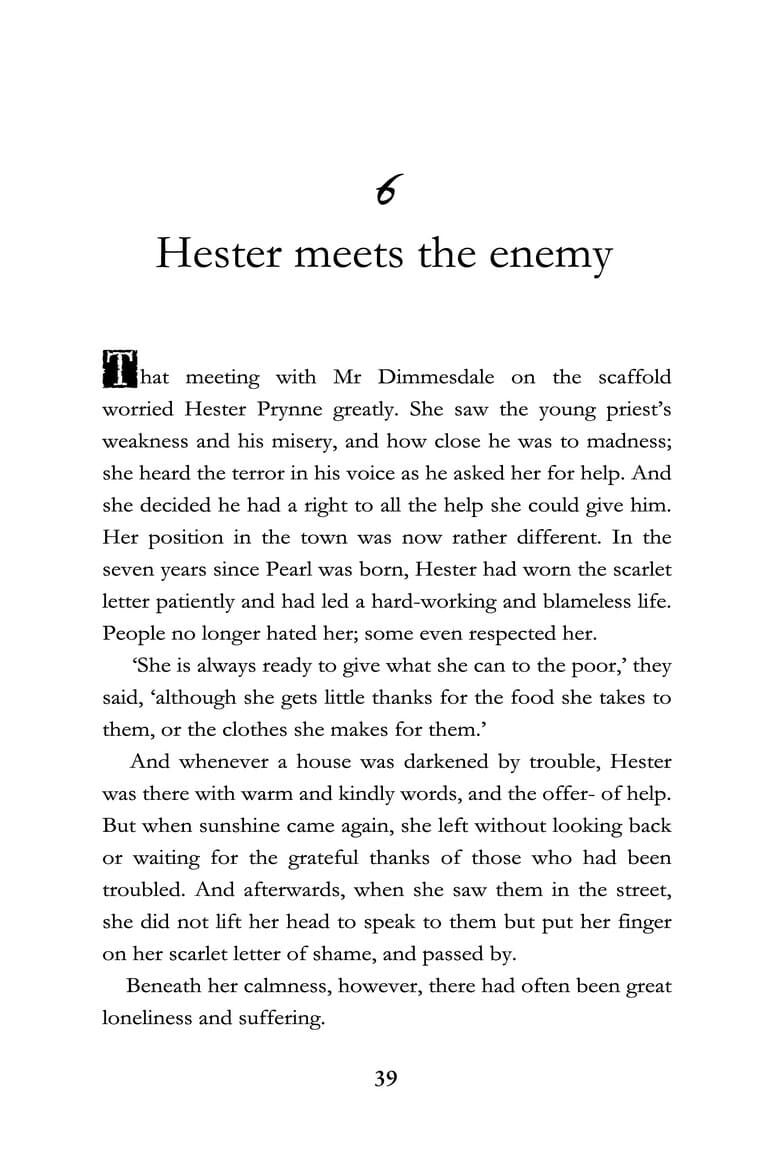 6
Hester meets the enemy
That meeting with Mr Dimmesdale on the scaffold
worried Hester Prynne greatly. She saw the young priest’s
weakness and his misery, and how close he was to madness;
she heard the terror in his voice as he asked her for help. And
she decided he had a right to all the help she could give him.
Her position in the town was now rather different. In the
seven years since Pearl was born, Hester had worn the scarlet
letter patiently and had led a hard-working and blameless life.
People no longer hated her; some even respected her.
‘She is always ready to give what she can to the poor,’ they
said, ‘although she gets little thanks for the food she takes to
them, or the clothes she makes for them.’
And whenever a house was darkened by trouble, Hester
was there with warm and kindly words, and the offer- of help.
But when sunshine came again, she left without looking back
or waiting for the grateful thanks of those who had been
troubled. And afterwards, when she saw them in the street,
she did not lift her head to speak to them but put her finger
on her scarlet letter of shame, and passed by.
Beneath her calmness, however, there had often been great
loneliness and suffering.
39